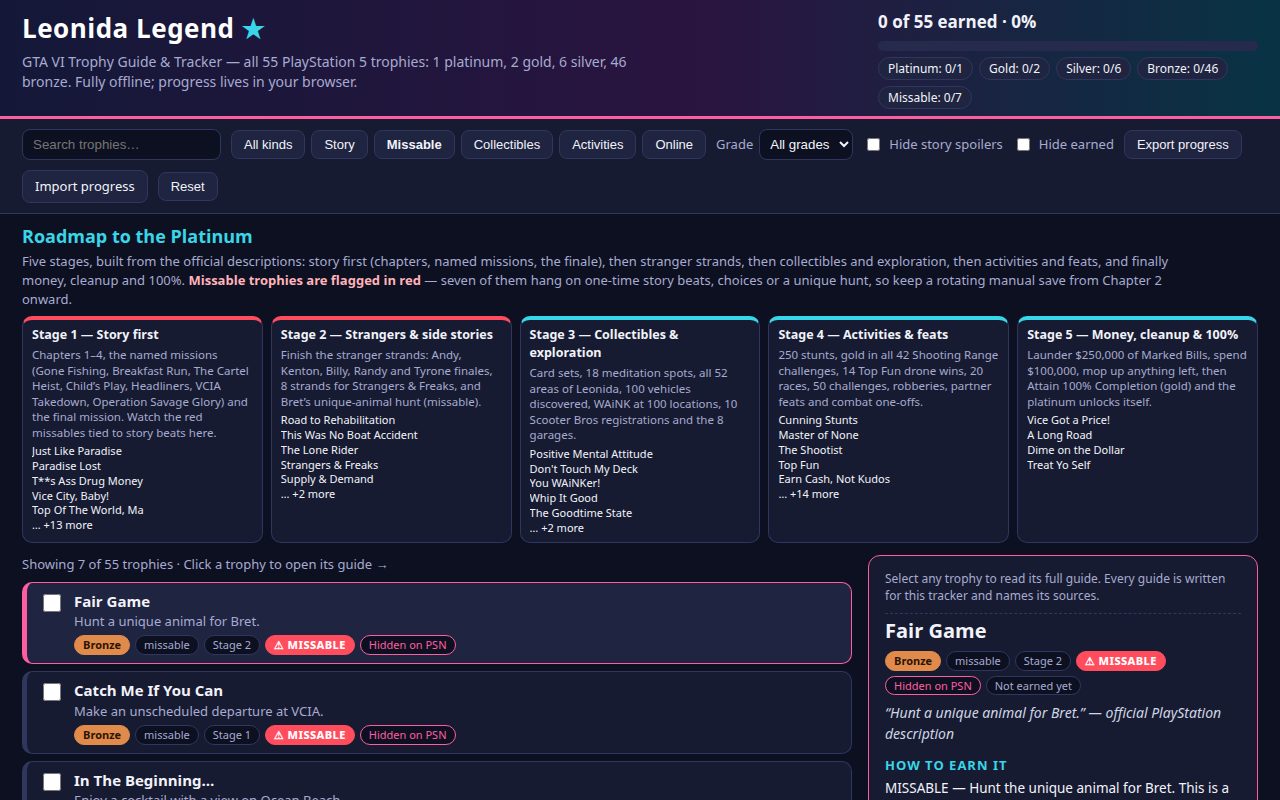 Leonida Legend ★
GTA VI Trophy Guide & Tracker — all 55 PlayStation 5 trophies: 1 platinum, 2 gold, 6 silver, 46
bronze. Fully offline; progress lives in your browser.
0 of 55 earned · 0%
Platinum: 0/1 Gold: 0/2 Silver: 0/6 Bronze: 0/46
Missable: 0/7
Search trophies… All kinds Story Missable Collectibles Activities Online Grade All grades Hide story spoilers Hide earned Export progress
Import progress Reset
Roadmap to the Platinum
Five stages, built from the official descriptions: story first (chapters, named missions, the finale), then stranger strands, then collectibles and exploration, then activities and feats, and finally
money, cleanup and 100%. Missable trophies are flagged in red — seven of them hang on one-time story beats, choices or a unique hunt, so keep a rotating manual save from Chapter 2
onward.
Stage 1 — Story first
Chapters 1–4, the named missions
(Gone Fishing, Breakfast Run, The Cartel
Heist, Child’s Play, Headliners, VCIA
Takedown, Operation Savage Glory) and
the final mission. Watch the red
missables tied to story beats here.
Just Like Paradise
Paradise Lost
T**s Ass Drug Money
Vice City, Baby!
Top Of The World, Ma
… +13 more
Stage 2 — Strangers & side stories
Finish the stranger strands: Andy,
Kenton, Billy, Randy and Tyrone finales,
8 strands for Strangers & Freaks, and
Bret’s unique-animal hunt (missable).
Road to Rehabilitation
This Was No Boat Accident
The Lone Rider
Strangers & Freaks
Supply & Demand
… +2 more
Stage 3 — Collectibles &
exploration
Card sets, 18 meditation spots, all 52
areas of Leonida, 100 vehicles
discovered, WAiNK at 100 locations, 10
Scooter Bros registrations and the 8
garages.
Positive Mental Attitude
Don't Touch My Deck
You WAiNKer!
Whip It Good
The Goodtime State
… +2 more
Stage 4 — Activities & feats
250 stunts, gold in all 42 Shooting Range
challenges, 14 Top Fun drone wins, 20
races, 50 challenges, robberies, partner
feats and combat one-offs.
Cunning Stunts
Master of None
The Shootist
Top Fun
Earn Cash, Not Kudos
… +14 more
Stage 5 — Money, cleanup & 100%
Launder $250,000 of Marked Bills, spend
$100,000, mop up anything left, then
Attain 100% Completion (gold) and the
platinum unlocks itself.
Vice Got a Price!
A Long Road
Dime on the Dollar
Treat Yo Self
Showing 7 of 55 trophies · Click a trophy to open its guide →
Fair Game
Hunt a unique animal for Bret.
Bronze missable Stage 2 ⚠ MISSABLE Hidden on PSN
Catch Me If You Can
Make an unscheduled departure at VCIA.
Bronze missable Stage 1 ⚠ MISSABLE Hidden on PSN
In The Beginning…
Enjoy a cocktail with a view on Ocean Beach.
Select any trophy to read its full guide. Every guide is written
for this tracker and names its sources.
Fair Game
Bronze missable Stage 2 ⚠ MISSABLE
Hidden on PSN Not earned yet
“Hunt a unique animal for Bret.” — official PlayStation
description
HOW TO EARN IT
MISSABLE — Hunt the unique animal for Bret. This is a